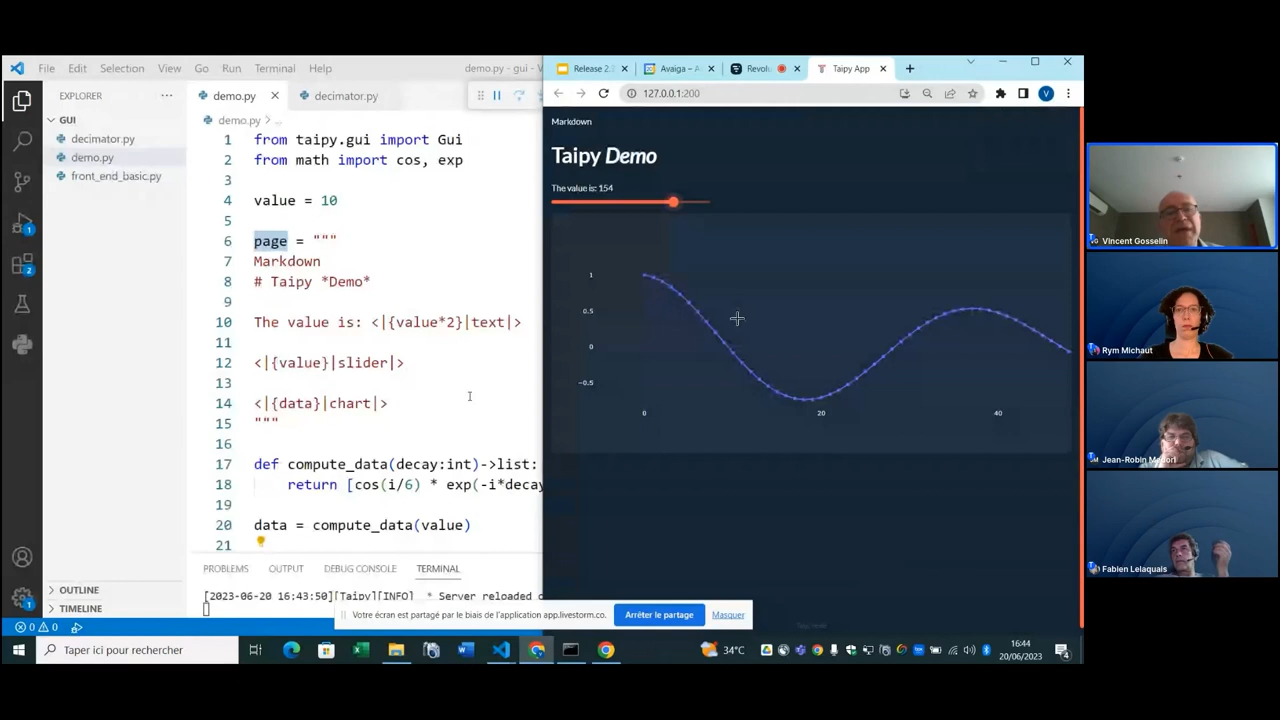 File Edit Selection View Go Run Terminal Help
demo.py - gui - V
Release 2.
Avaiga – A
Revolu
Taipy App
EXPLORER
demo.py
decimator.py
127.0.0.1:200
V
GUI
decimator.py
demo.py
front_end_basic.py
demo.py > ...
1 from taipy.gui import Gui
2 from math import cos, exp
3
4 value = 10
5
6 page = """
7 Markdown
8 # Taipy *Demo*
9
10 The value is: <|{value*2}|text|>
11
12 <|{value}|slider|>
13
14 <|{data}|chart|>
15 """
16
17 def compute_data(decay:int)->list:
18 return [cos(i/6) * exp(-i*decay
19
20 data = compute_data(value)
21
Markdown
Taipy Demo
The value is: 154
1
0.5
0
−0.5
0
20
40
OUTLINE
TIMELINE
PROBLEMS OUTPUT DEBUG CONSOLE TERMINAL
[2023-06-20 16:43:50][Taipy][INFO] * Server reloaded
Votre écran est partagé par le biais de l'application app.livestorm.co.
Arrêter le partage
Masquer
0 0
1
2
1
Taper ici pour rechercher
34°C
16:44
20/06/2023
4
Vincent Gosselin
Rym Michaut
Jean-Robin Medori
Fabien Lelaquais